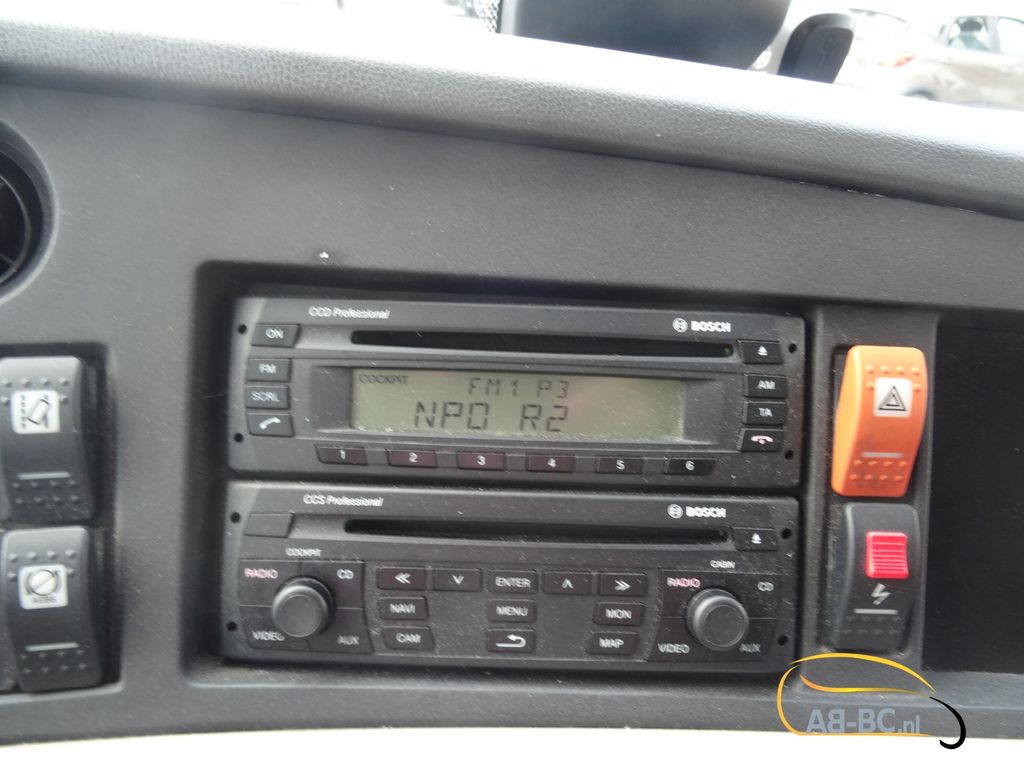 CCD Professional
BOSCH
ON
FM
AM
SCRL
TA
COCKPIT FM1 P3
NPO R2
1 2 3 4 5 6
CCS Professional
BOSCH
COCKPIT
CABIN
RADIO CD
ENTER
RADIO CD
NAVI MENU MON
VIDEO AUX CAM
MAP VIDEO AUX
AB-BC.nl